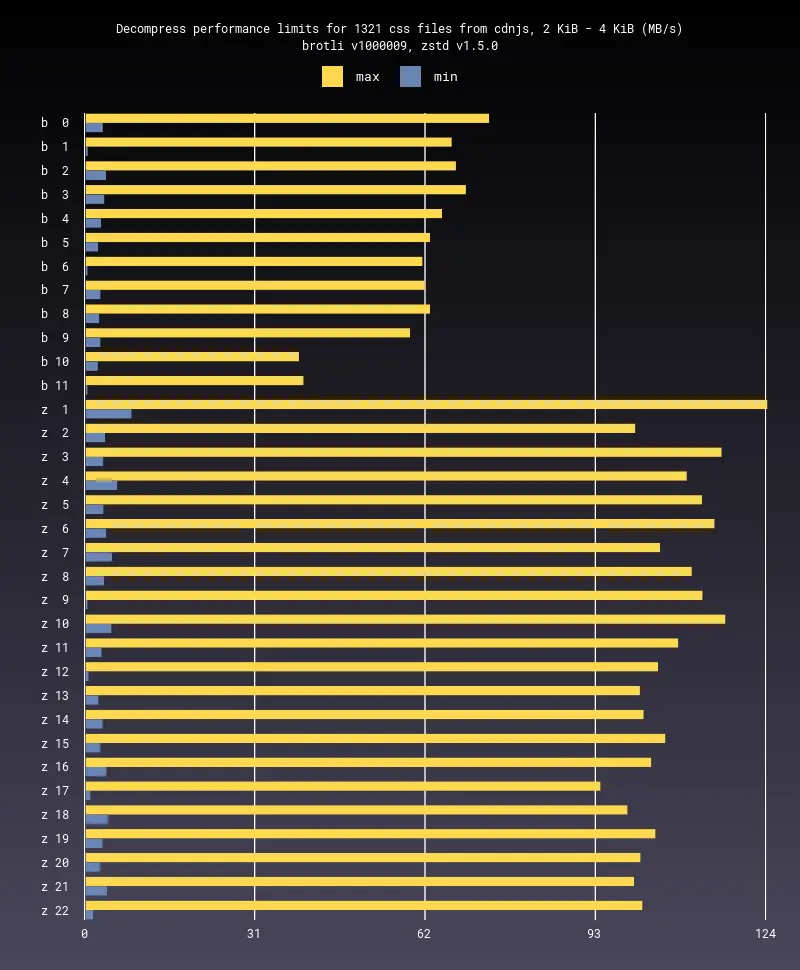 Decompress performance limits for 1321 css files from cdnjs, 2 KiB - 4 KiB (MB/s)
brotli v1000009, zstd v1.5.0
max min
b 0
b 1
b 2
b 3
b 4
b 5
b 6
b 7
b 8
b 9
b 10
b 11
z 1
z 2
z 3
z 4
z 5
z 6
z 7
z 8
z 9
z 10
z 11
z 12
z 13
z 14
z 15
z 16
z 17
z 18
z 19
z 20
z 21
z 22
0 31 62 93 124